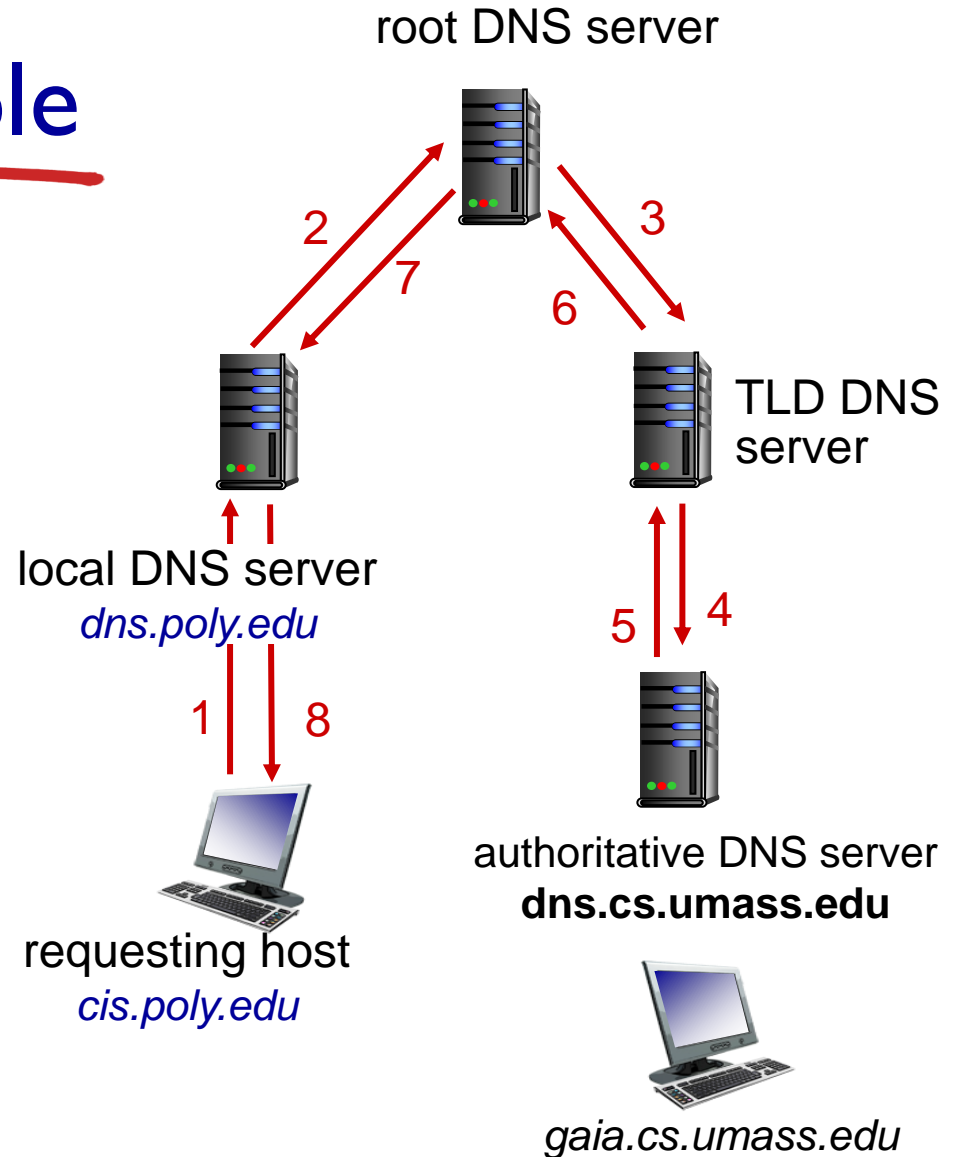 root DNS server
ole
2
3
7
6
TLD DNS
server
local DNS server
dns.poly.edu
5
4
1
8
authoritative DNS server
dns.cs.umass.edu
requesting host
cis.poly.edu
gaia.cs.umass.edu